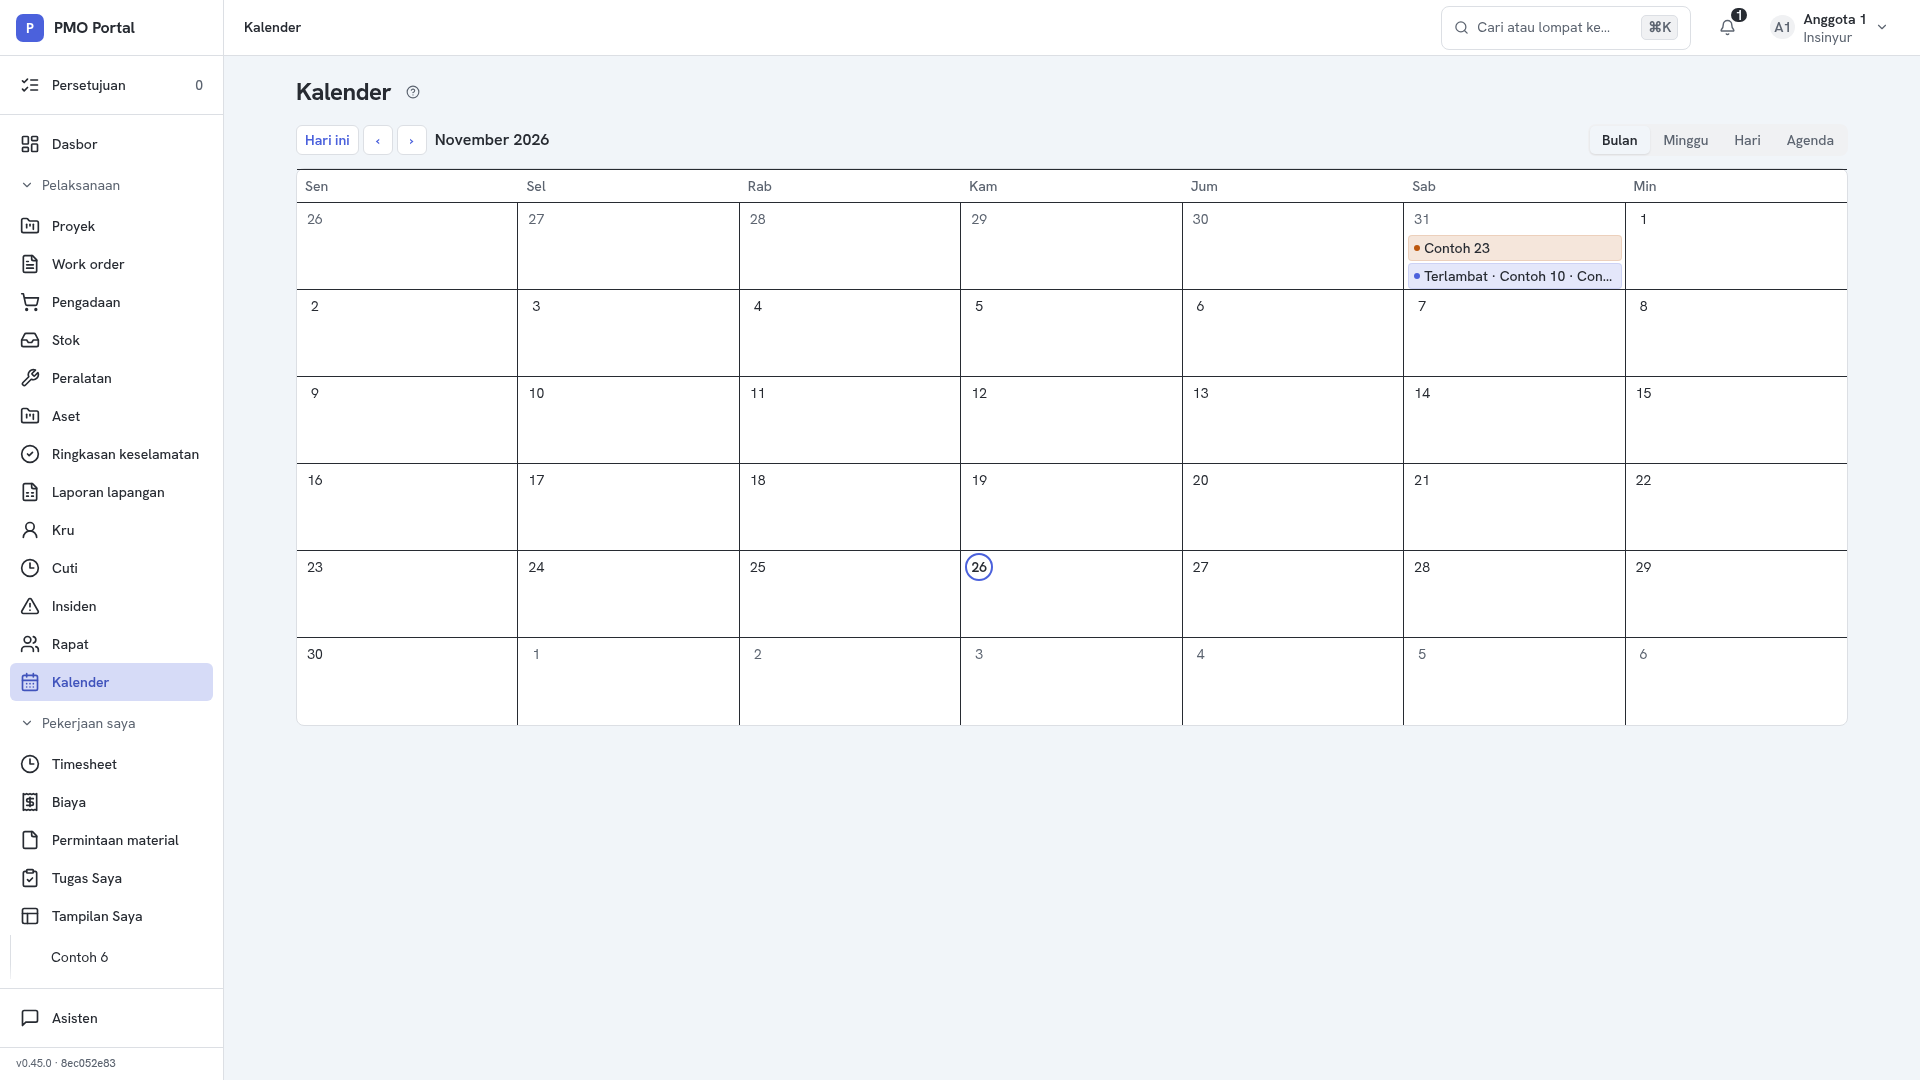 P PMO Portal
Kalender
Cari atau lompat ke...
⌘K
1
A1
Anggota 1
Insinyur
Persetujuan 0
Dasbor
Pelaksanaan
Proyek
Work order
Pengadaan
Stok
Peralatan
Aset
Ringkasan keselamatan
Laporan lapangan
Kru
Cuti
Insiden
Rapat
Kalender
Pekerjaan saya
Timesheet
Biaya
Permintaan material
Tugas Saya
Tampilan Saya
Contoh 6
Asisten
v0.45.0 · 8ec052e83
Kalender
Hari ini ‹ › November 2026
Bulan Minggu Hari Agenda
Sen Sel Rab Kam Jum Sab Min
26 27 28 29 30 31 1
Contoh 23
Terlambat · Contoh 10 · Con...
2 3 4 5 6 7 8
9 10 11 12 13 14 15
16 17 18 19 20 21 22
23 24 25 26 27 28 29
30 1 2 3 4 5 6